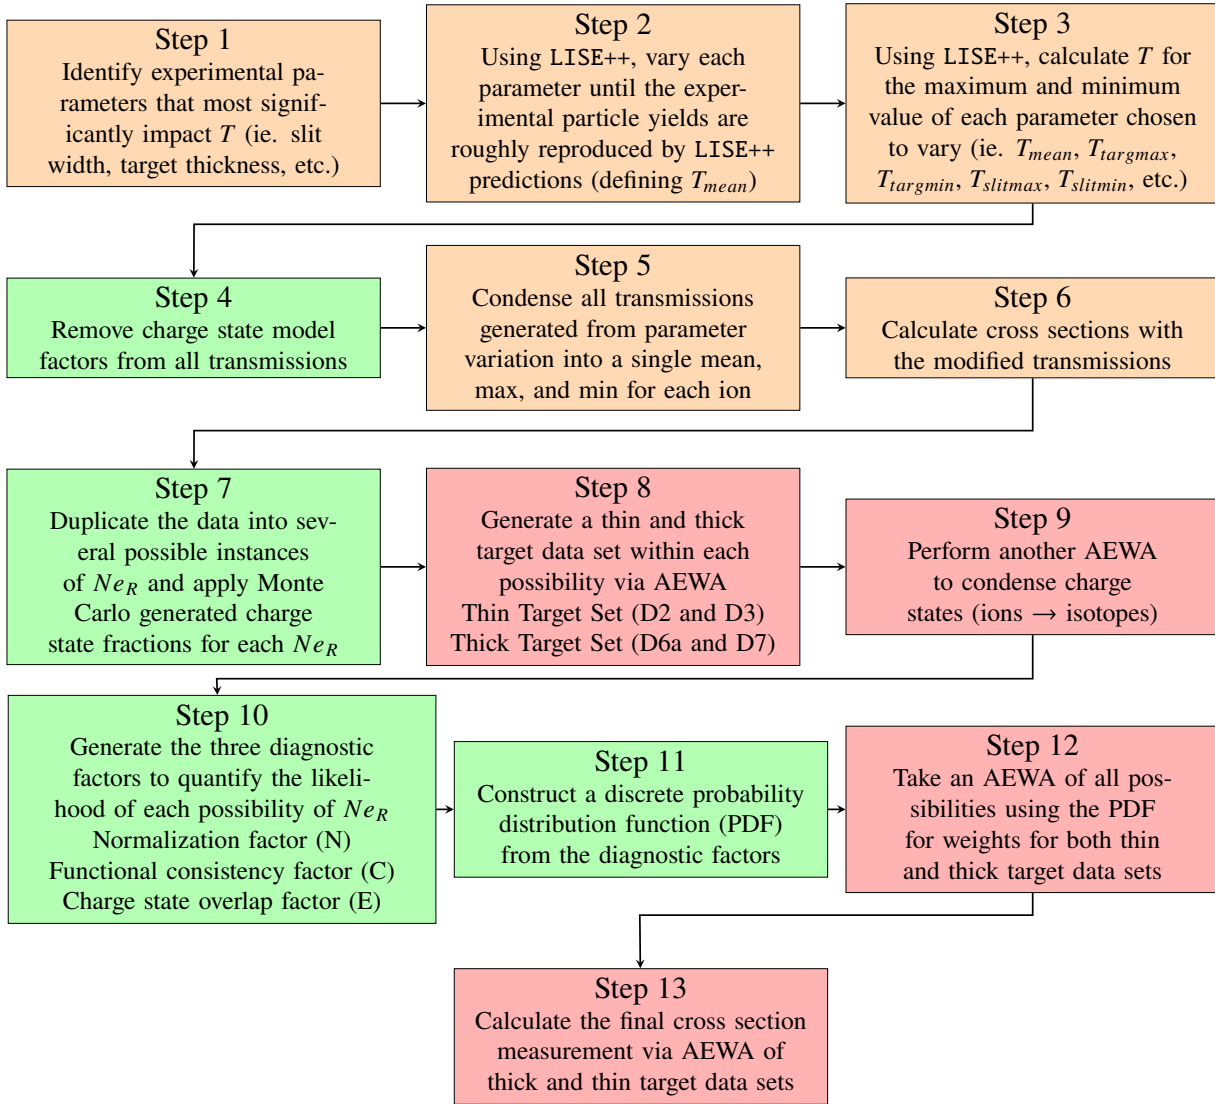 Step 1
Identify experimental pa-
rameters that most signif-
icantly impact T (ie. slit
width, target thickness, etc.)
Step 2
Using LISE++, vary each
parameter until the exper-
imental particle yields are
roughly reproduced by LISE++
predictions (defining T_mean)
Step 3
Using LISE++, calculate T for
the maximum and minimum
value of each parameter chosen
to vary (ie. T_mean, T_targmax,
T_targmin, T_slitmax, T_slitmin, etc.)
Step 4
Remove charge state model
factors from all transmissions
Step 5
Condense all transmissions
generated from parameter
variation into a single mean,
max, and min for each ion
Step 6
Calculate cross sections with
the modified transmissions
Step 7
Duplicate the data into sev-
eral possible instances
of Ne_R and apply Monte
Carlo generated charge
state fractions for each Ne_R
Step 8
Generate a thin and thick
target data set within each
possibility via AEWA
Thin Target Set (D2 and D3)
Thick Target Set (D6a and D7)
Step 9
Perform another AEWA
to condense charge
states (ions → isotopes)
Step 10
Generate the three diagnostic
factors to quantify the likeli-
hood of each possibility of Ne_R
Normalization factor (N)
Functional consistency factor (C)
Charge state overlap factor (E)
Step 11
Construct a discrete probability
distribution function (PDF)
from the diagnostic factors
Step 12
Take an AEWA of all pos-
sibilities using the PDF
for weights for both thin
and thick target data sets
Step 13
Calculate the final cross section
measurement via AEWA of
thick and thin target data sets